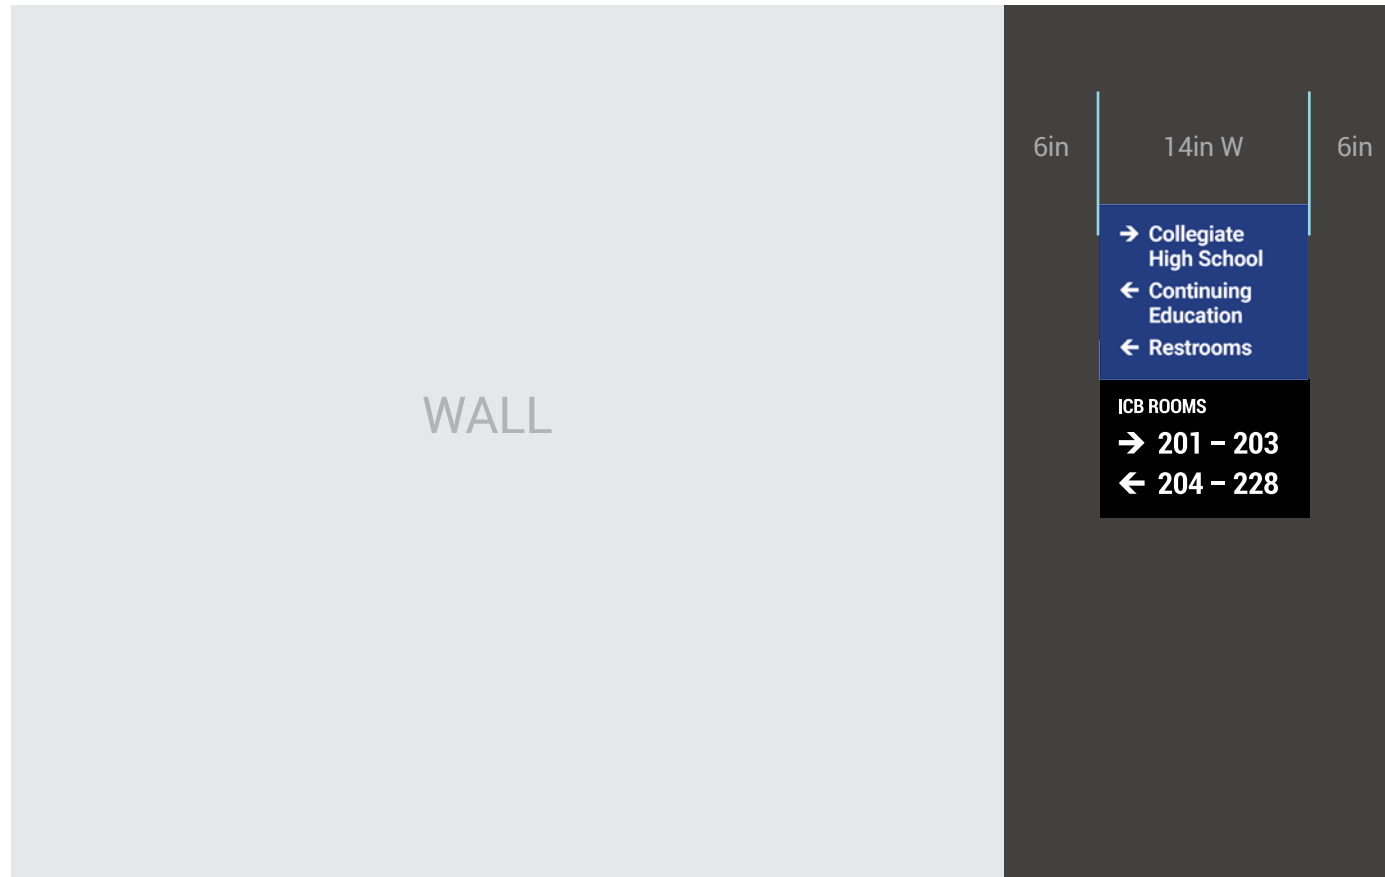 6in 14in W 6in
→ Collegiate
High School
← Continuing
Education
← Restrooms
WALL
ICB ROOMS
→ 201 – 203
← 204 – 228